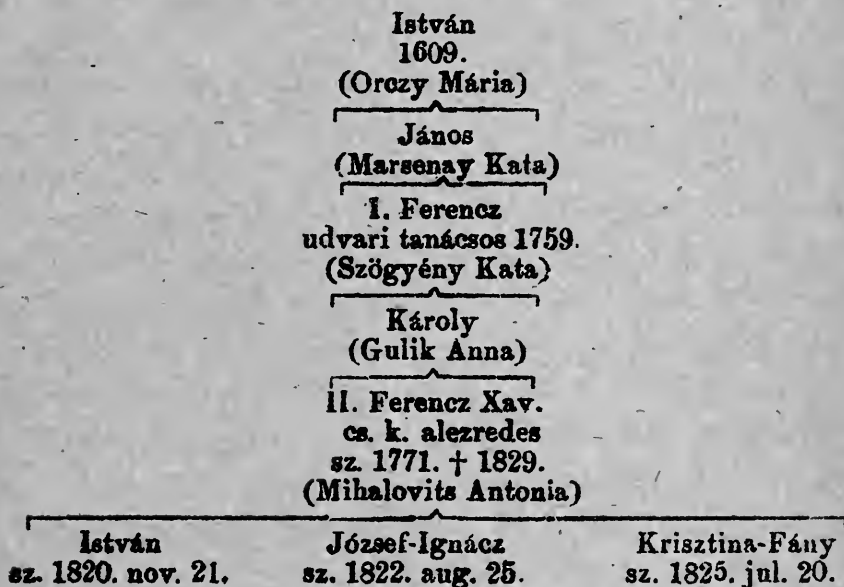 István
1609.
(Orczy Mária)
János
(Marsenay Kata)
I. Ferencz
udvari tanácsos 1759.
(Szögyény Kata)
Károly
(Gulik Anna)
II. Ferencz Xav.
cs. k. alezredes
sz. 1771. † 1829.
(Mihalovits Antonia)
István József-Ignácz Krisztina-Fány
sz. 1820. nov. 21. sz. 1822. aug. 25. sz. 1825. jul. 20.